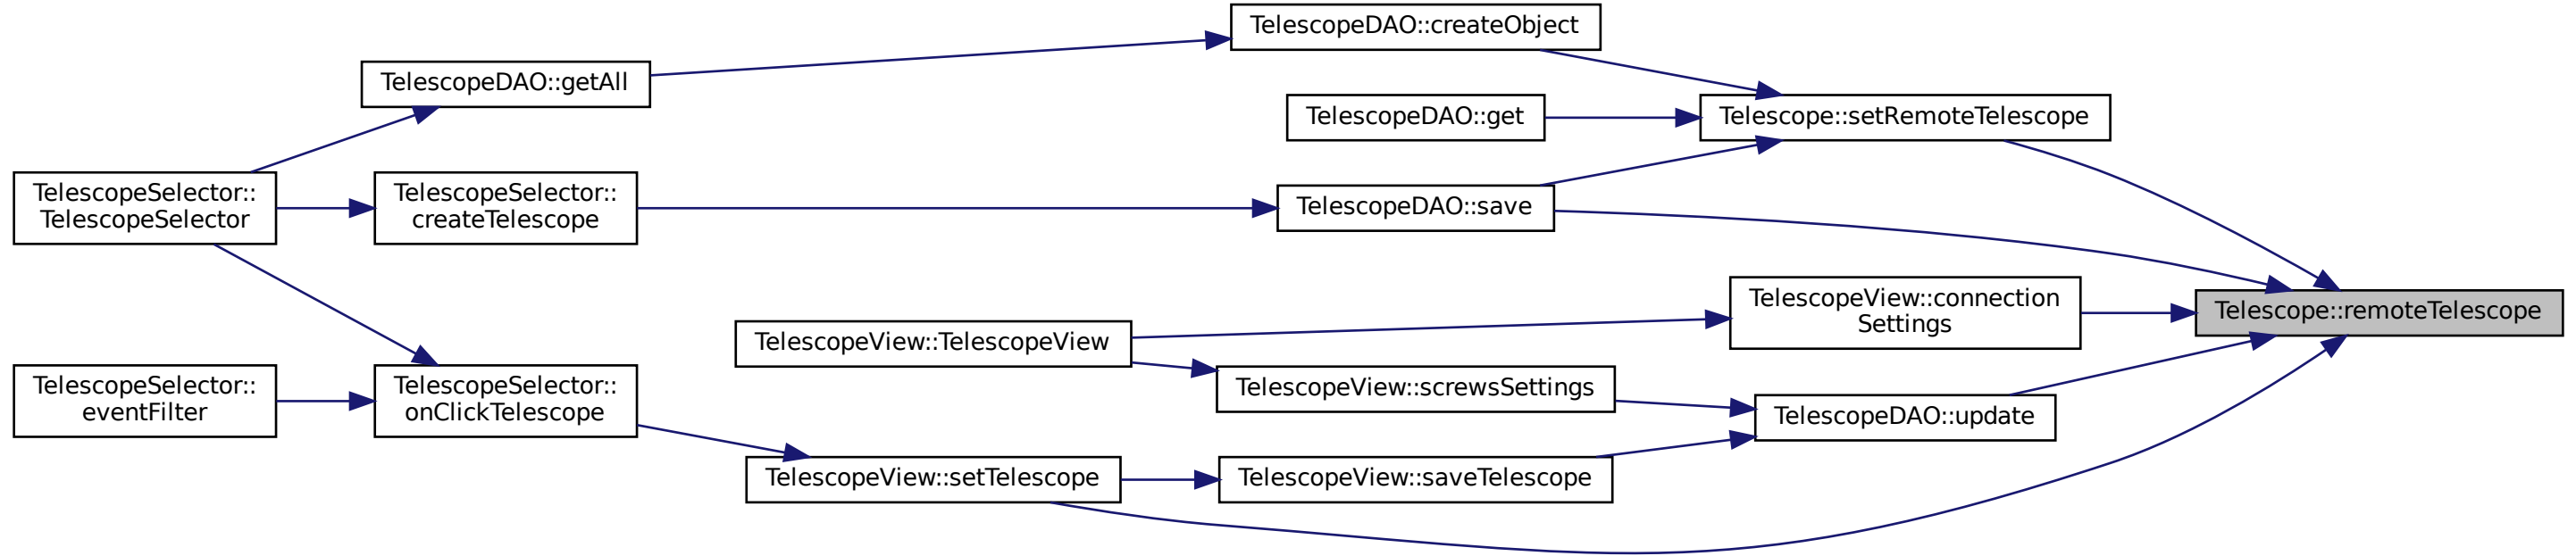 TelescopeDAO::createObject
TelescopeDAO::getAll
TelescopeDAO::get
Telescope::setRemoteTelescope
TelescopeSelector::
TelescopeSelector
TelescopeSelector::
createTelescope
TelescopeDAO::save
TelescopeView::connection
Settings
Telescope::remoteTelescope
TelescopeView::TelescopeView
TelescopeSelector::
eventFilter
TelescopeSelector::
onClickTelescope
TelescopeView::screwsSettings
TelescopeDAO::update
TelescopeView::setTelescope
TelescopeView::saveTelescope